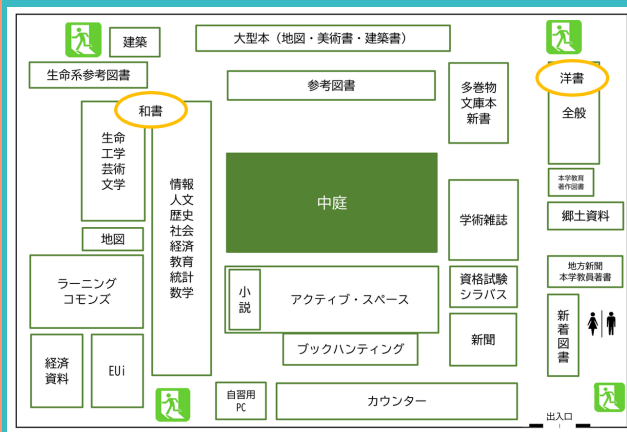 建築
大型本（地図・美術書・建築書）
生命系参考図書
参考図書
多巻物
文庫本
新書
洋書
全般
和書
生命
工学
芸術
文学
情報
人文
歴史
社会
経済
教育
統計
数学
中庭
学術雑誌
本学教育
著作図書
郷土資料
地図
ラーニング
コモンズ
小説
アクティブ・スペース
資格試験
シラバス
地方新聞
本学教員著書
新着図書
ブックハンティング
新聞
経済
資料
EUi
自習用
PC
カウンター
出入口